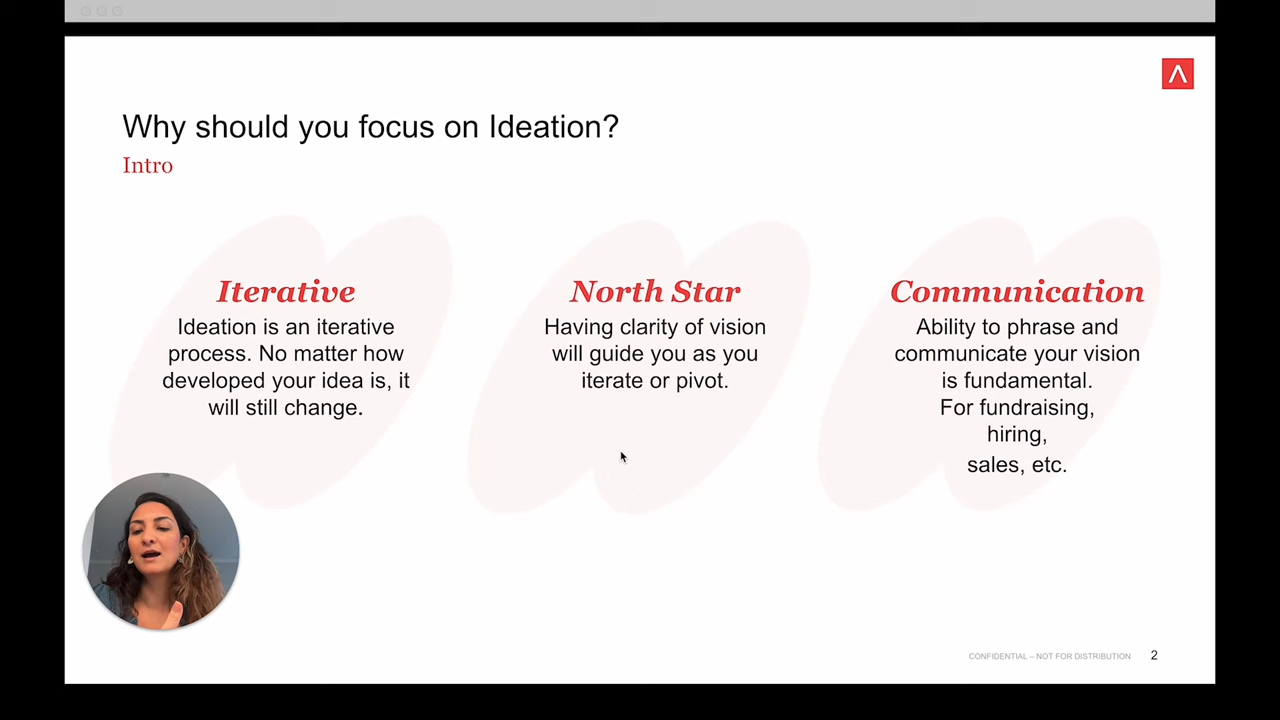 Why should you focus on Ideation?
Intro
Iterative
Ideation is an iterative
process. No matter how
developed your idea is, it
will still change.
North Star
Having clarity of vision
will guide you as you
iterate or pivot.
Communication
Ability to phrase and
communicate your vision
is fundamental.
For fundraising,
hiring,
sales, etc.
CONFIDENTIAL – NOT FOR DISTRIBUTION 2